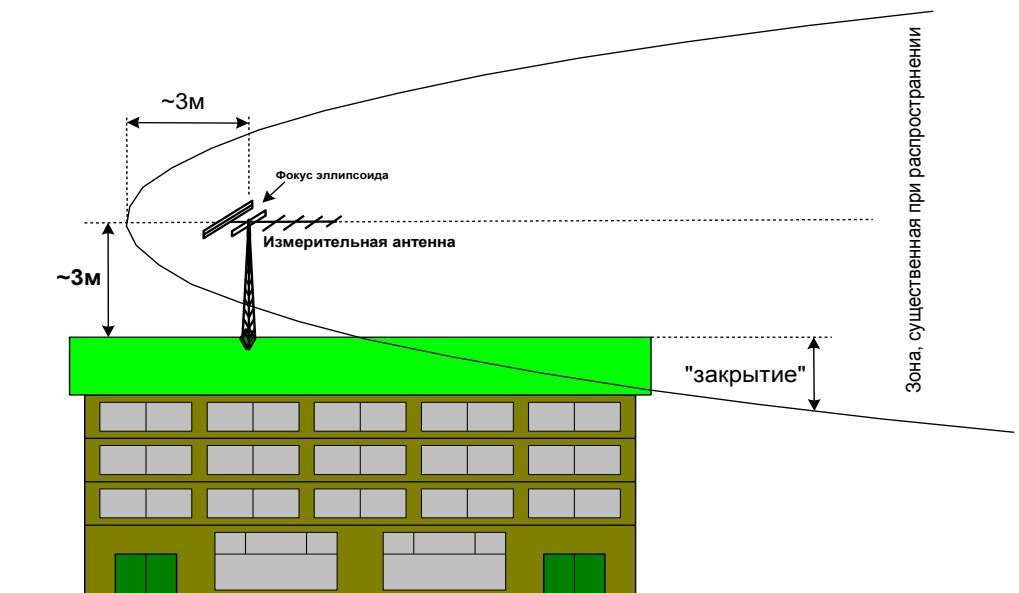 ~3м
Фокус эллипсоида
Измерительная антенна
~3м
"закрытие"
Зона, существенная при распространении